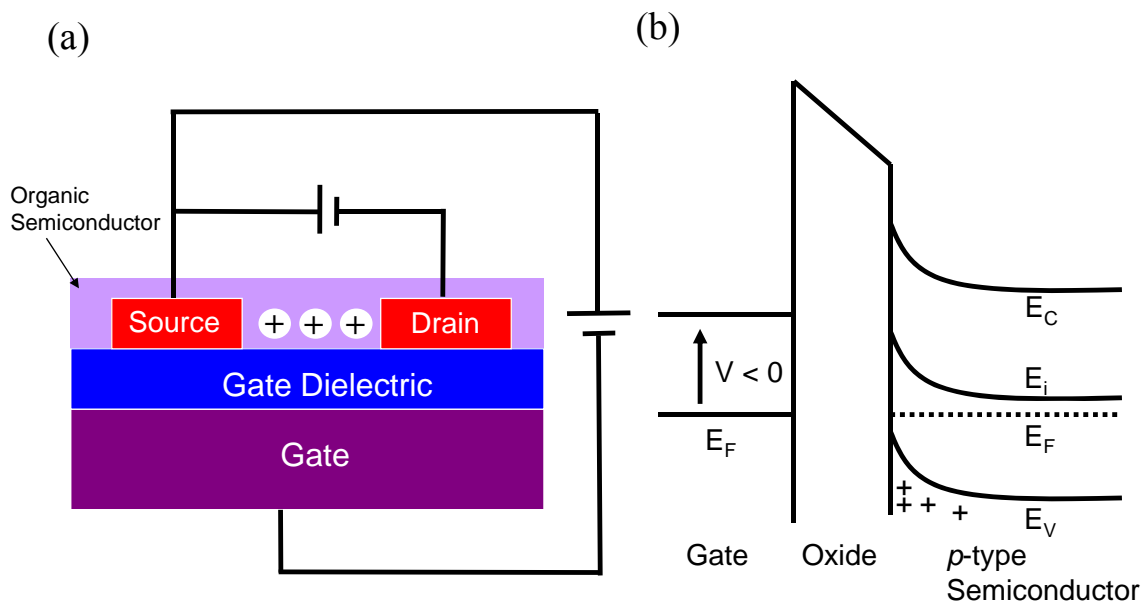 (a)
Organic
Semiconductor
Source
+ + +
Drain
Gate Dielectric
Gate
(b)
V < 0
E_F
E_C
E_i
E_F
E_V
+
+ + +
Gate
Oxide
p-type
Semiconductor